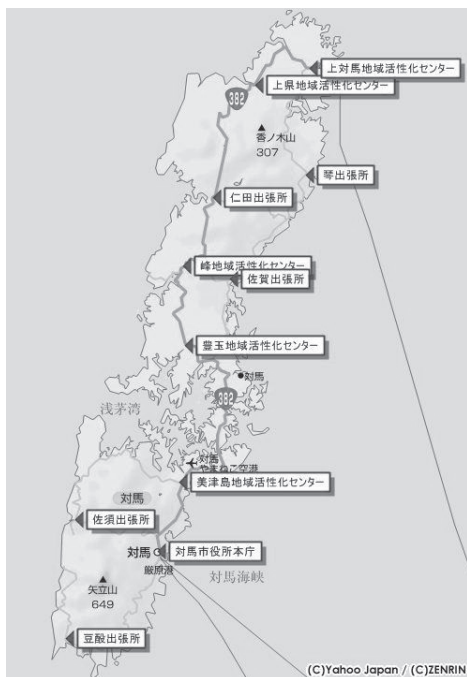 上対馬地域活性化センター
上県地域活性化センター
382
香ノ木山
307
琴出張所
仁田出張所
峰地域活性化センター
佐賀出張所
豊玉地域活性化センター
対馬
382
浅茅湾
対馬
やまねこ空港
美津島地域活性化センター
対馬
佐須出張所
対馬
対馬市役所本庁
厳原港
対馬海峡
矢立山
649
豆酘出張所
(C)Yahoo Japan / (C)ZENRIN